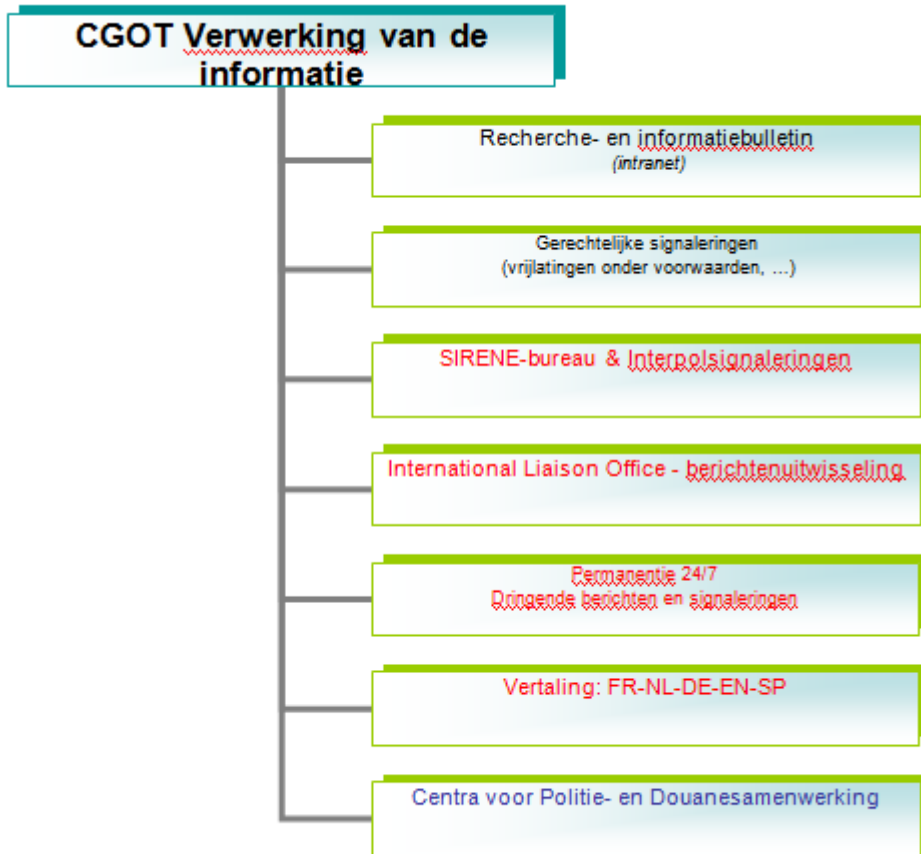 CGOT Verwerking van de
informatie
Recherche- en informatiebulletin
(intranet)
Gerechtelijke signaleringen
(vrijlatingen onder voorwaarden, ...)
SIRENE-bureau & Interpolsignaleringen
International Liaison Office - berichtenuitwisseling
Permanentie 24/7
Dringende berichten en signaleringen
Vertaling: FR-NL-DE-EN-SP
Centra voor Politie- en Douanesamenwerking